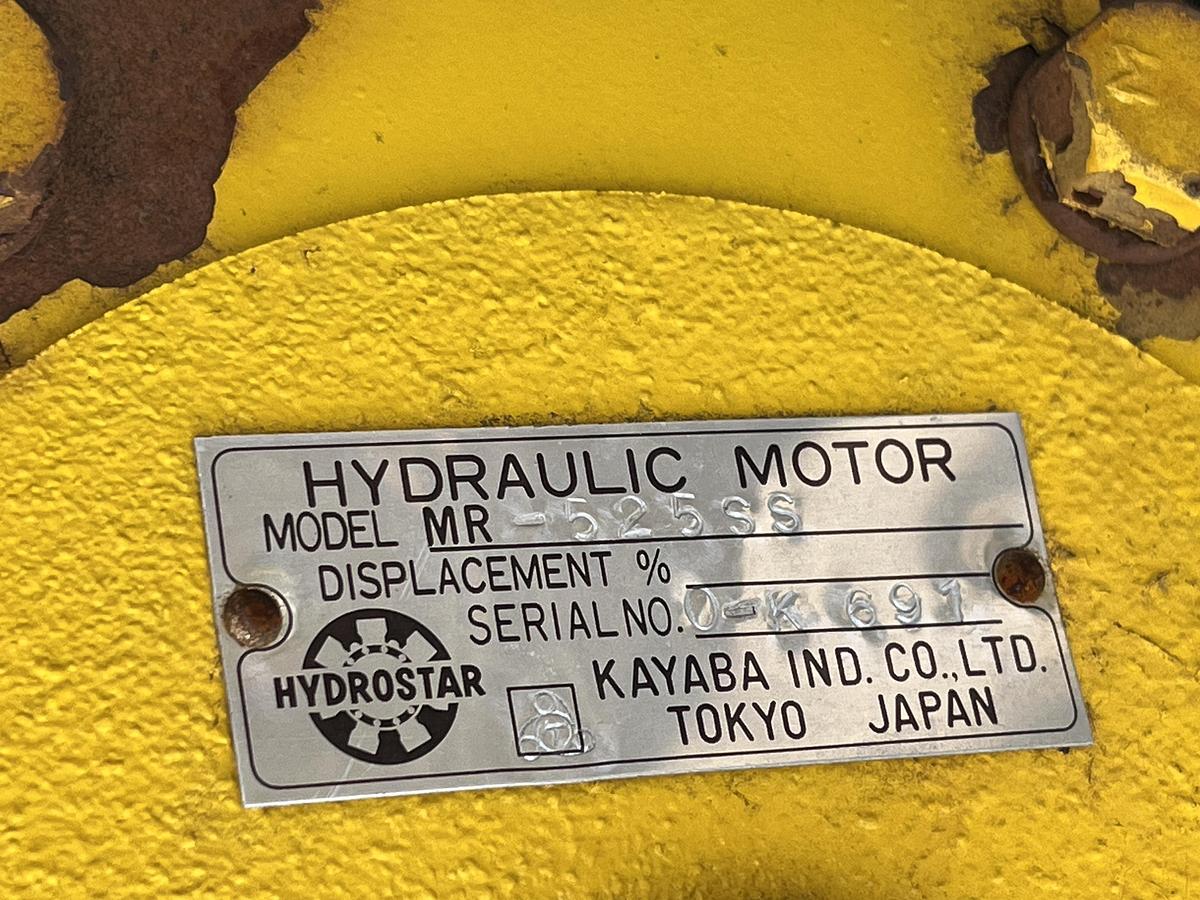 HYDRAULIC MOTOR
MODEL MR -525SS
DISPLACEMENT %
SERIAL NO. 0-K 691
HYDROSTAR
KAYABA IND. CO.,LTD.
TOKYO JAPAN